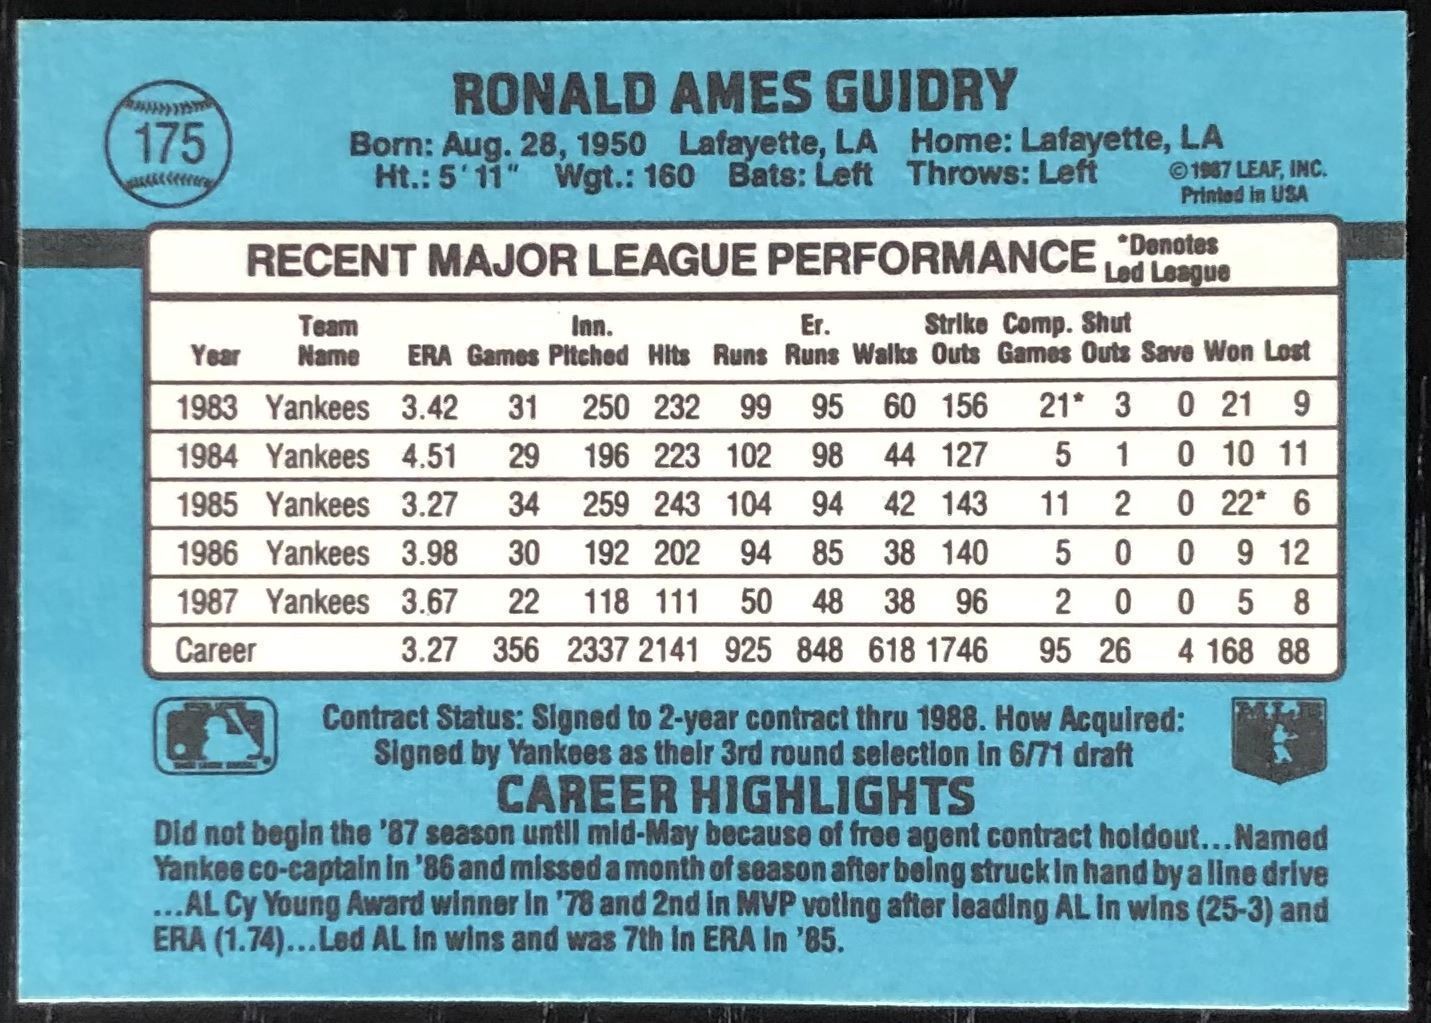 175
RONALD AMES GUIDRY
Born: Aug. 28, 1950 Lafayette, LA Home: Lafayette, LA
Ht.: 5'11" Wgt.: 160 Bats: Left Throws: Left
©1987 LEAF, INC.
Printed in USA
RECENT MAJOR LEAGUE PERFORMANCE *Denotes Led League
Year Team Name ERA Games Inn. Pitched Hits Runs Er. Runs Walks Strike Outs Comp. Games Shut Outs Save Won Lost
1983 Yankees 3.42 31 250 232 99 95 60 156 21* 3 0 21 9
1984 Yankees 4.51 29 196 223 102 98 44 127 5 1 0 10 11
1985 Yankees 3.27 34 259 243 104 94 42 143 11 2 0 22* 6
1986 Yankees 3.98 30 192 202 94 85 38 140 5 0 0 9 12
1987 Yankees 3.67 22 118 111 50 48 38 96 2 0 0 5 8
Career 3.27 356 2337 2141 925 848 618 1746 95 26 4 168 88
Contract Status: Signed to 2-year contract thru 1988. How Acquired:
Signed by Yankees as their 3rd round selection in 6/71 draft
CAREER HIGHLIGHTS
Did not begin the '87 season until mid-May because of free agent contract holdout...Named
Yankee co-captain in '86 and missed a month of season after being struck in hand by a line drive
...AL Cy Young Award winner in '78 and 2nd in MVP voting after leading AL in wins (25-3) and
ERA (1.74)...Led AL in wins and was 7th in ERA in '85.